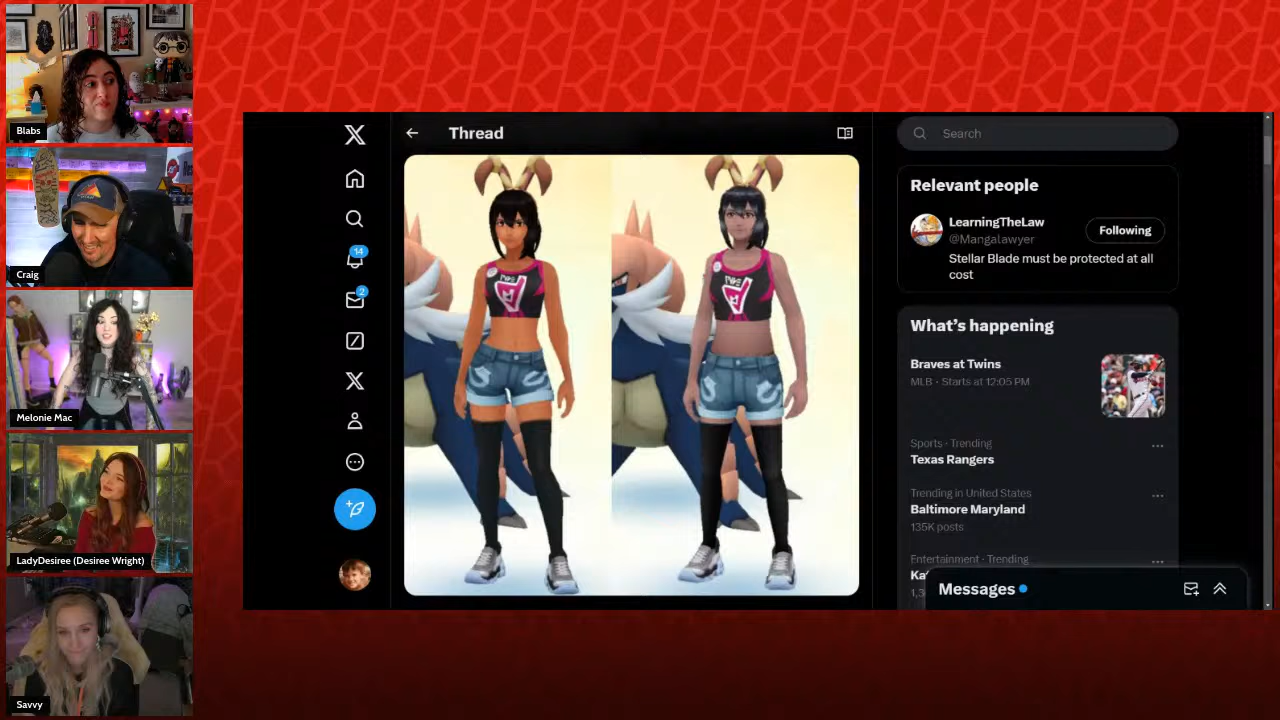 Blabs
Craig
Melonie Mac
LadyDesiree (Desiree Wright)
Savvy
Thread
14
2
Search
Relevant people
LearningTheLaw
@Mangalawyer
Following
Stellar Blade must be protected at all
cost
What's happening
Braves at Twins
MLB · Starts at 12:05 PM
Sports · Trending
Texas Rangers
Trending in United States
Baltimore Maryland
135K posts
Entertainment · Trending
Messages